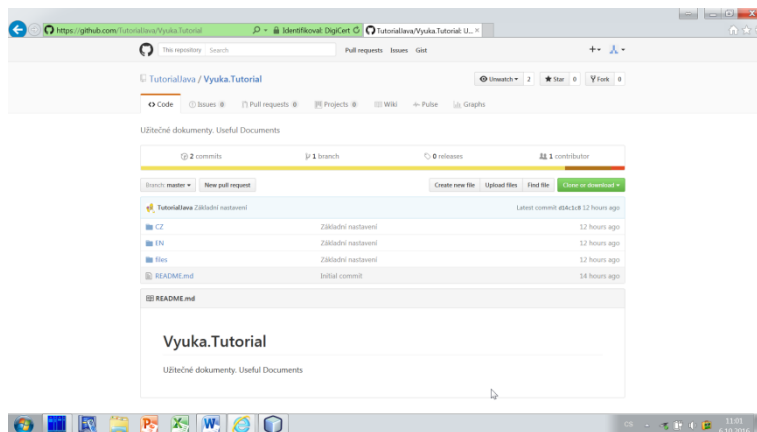 https://github.com/TutorialJava/Vyuka.Tutorial
Identifikoval: DigiCert
TutorialJava/Vyuka.Tutorial: U...
This repository Search
Pull requests Issues Gist
TutorialJava / Vyuka.Tutorial
Unwatch 2 Star 0 Fork 0
Code Issues 0 Pull requests 0 Projects 0 Wiki Pulse Graphs
Užitečné dokumenty. Useful Documents
2 commits 1 branch 0 releases 1 contributor
Branch: master New pull request Create new file Upload files Find file Clone or download
TutorialJava Základní nastavení Latest commit d14c1c8 12 hours ago
CZ Základní nastavení 12 hours ago
EN Základní nastavení 12 hours ago
files Základní nastavení 12 hours ago
README.md Initial commit 14 hours ago
README.md
Vyuka.Tutorial
Užitečné dokumenty. Useful Documents
CS 11:01
6.10.2016